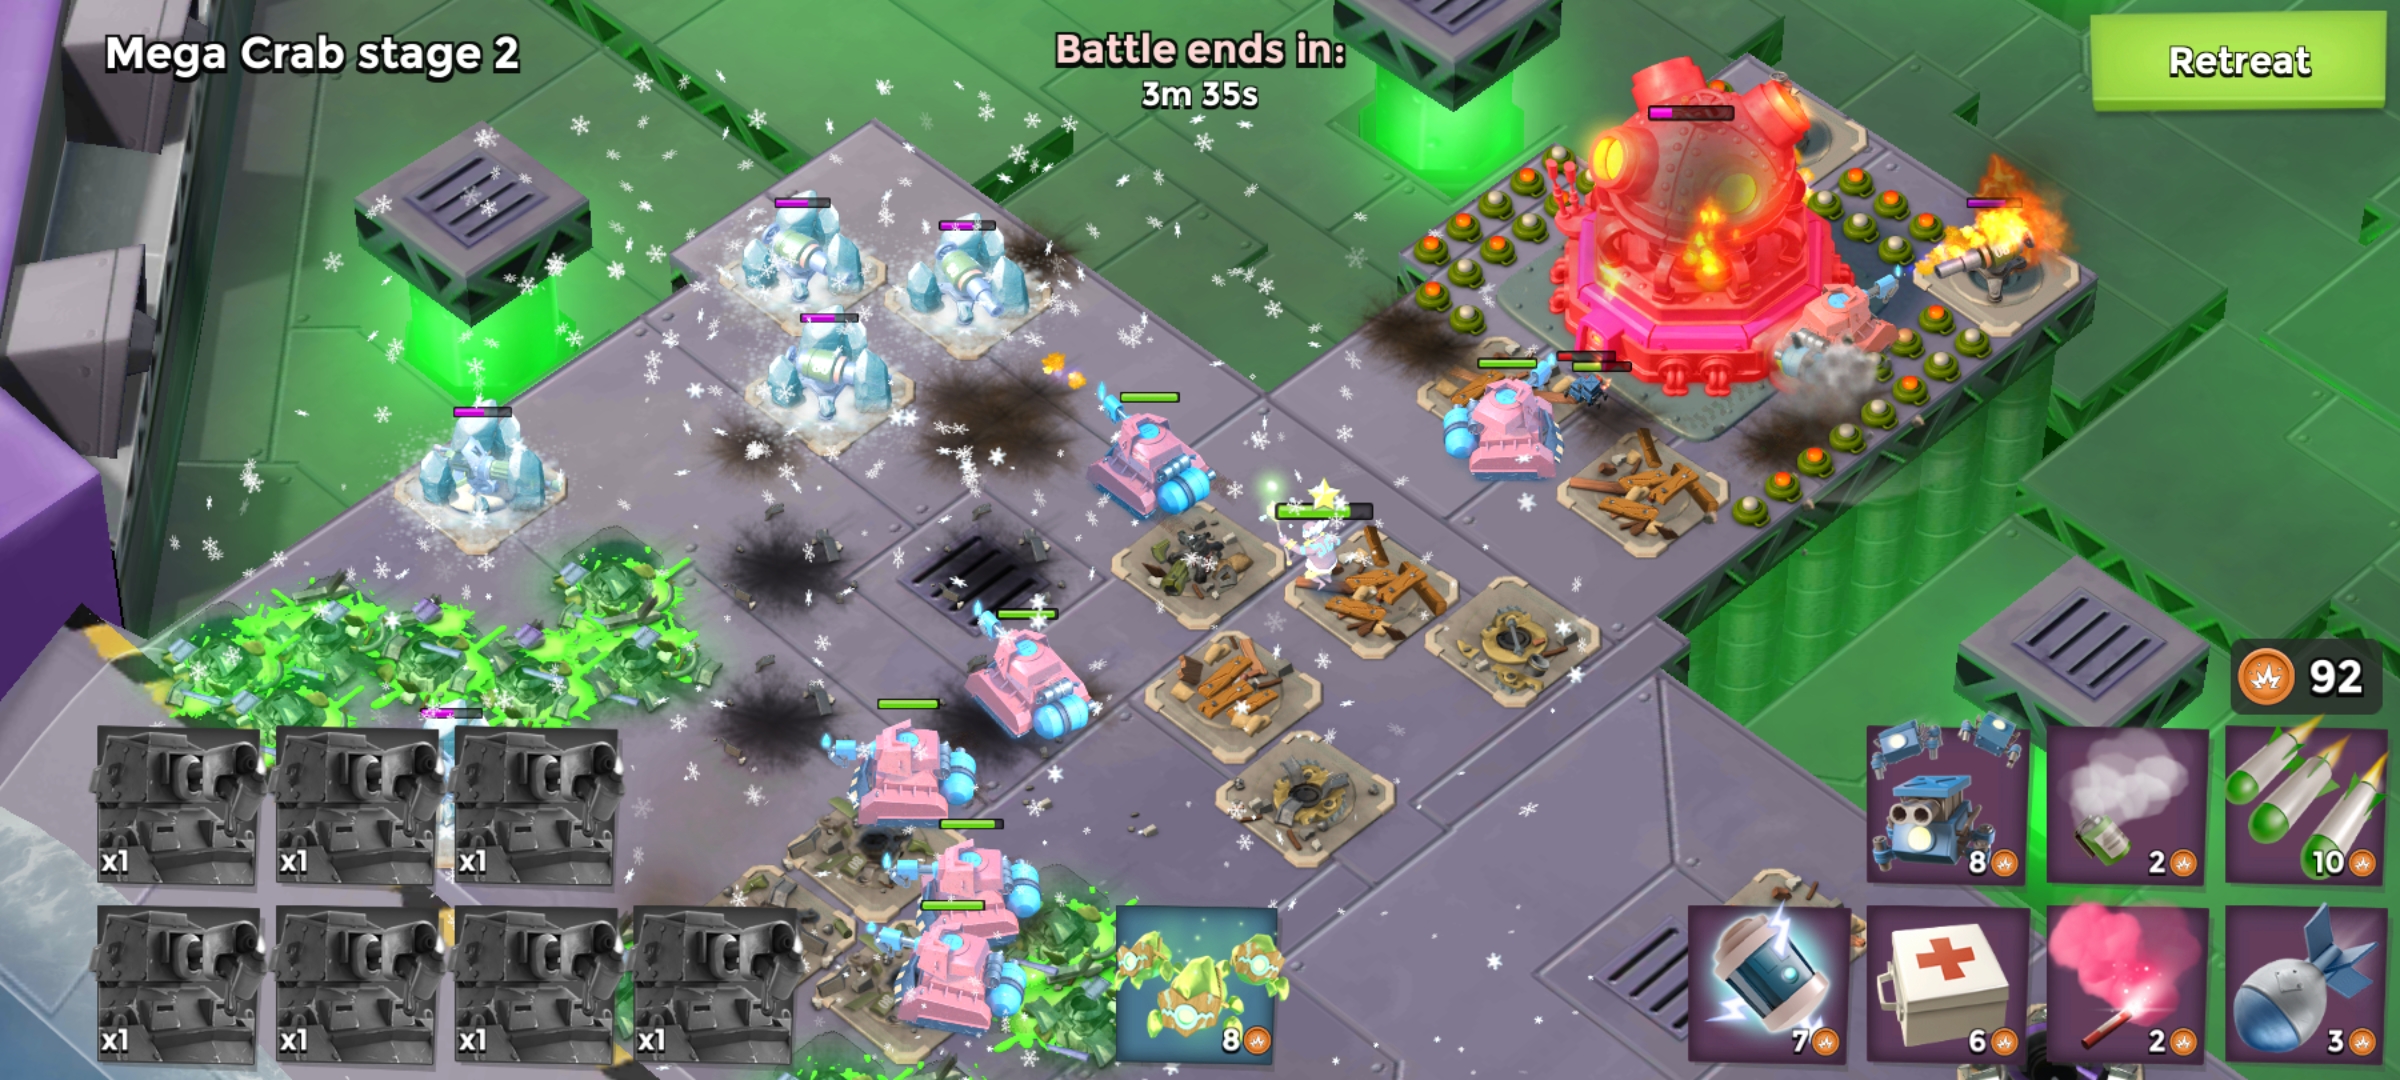 Mega Crab stage 2
Battle ends in:
3m 35s
Retreat
92
8
2
10
x1
x1
x1
x1
x1
x1
x1
8
7
6
2
3